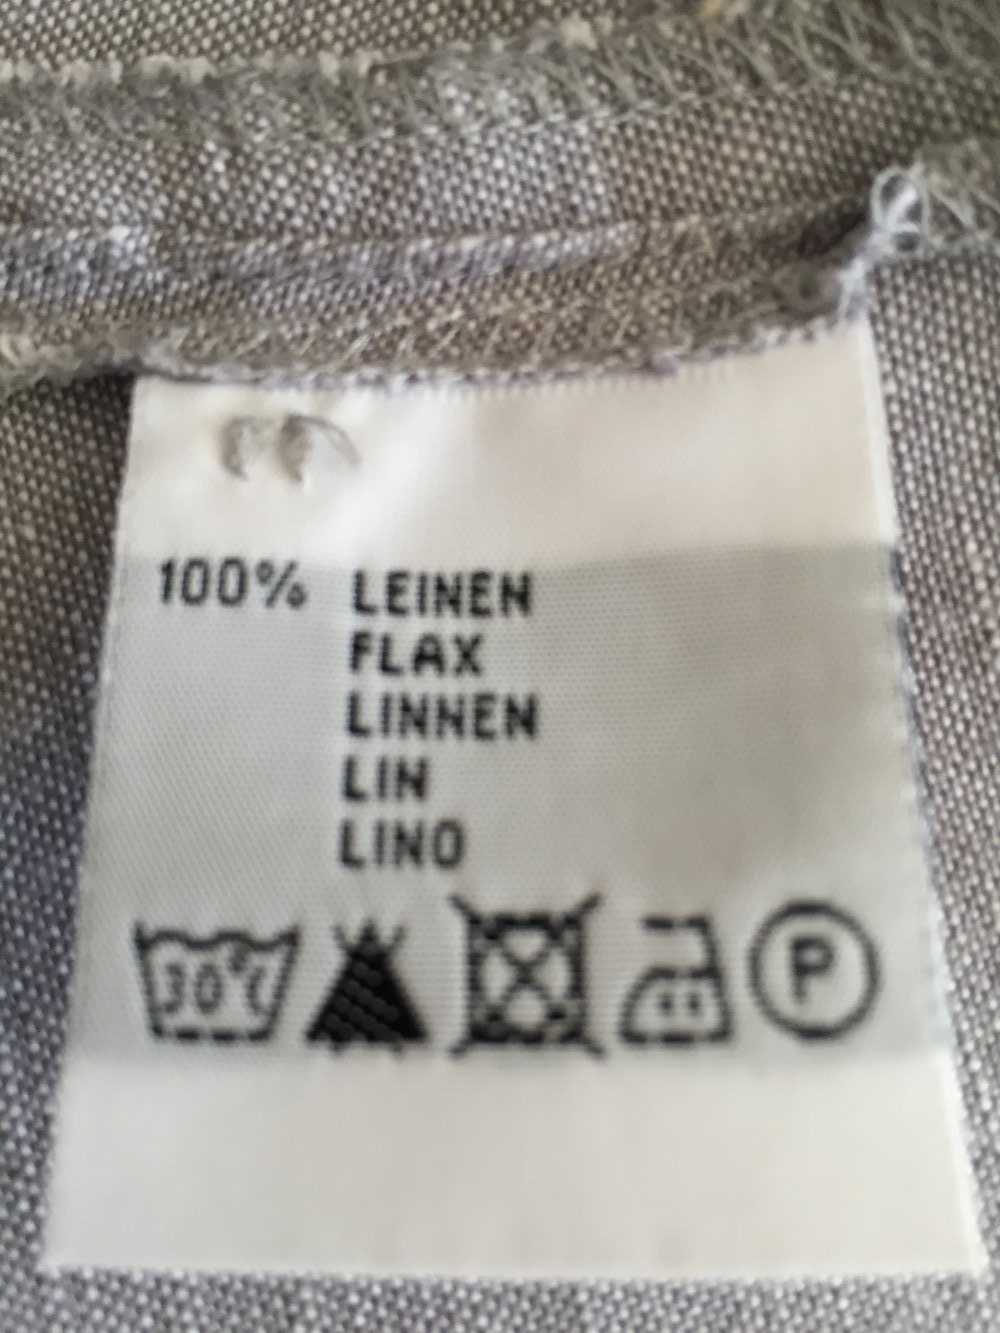 100% LEINEN
FLAX
LINNEN
LIN
LINO
30°C P